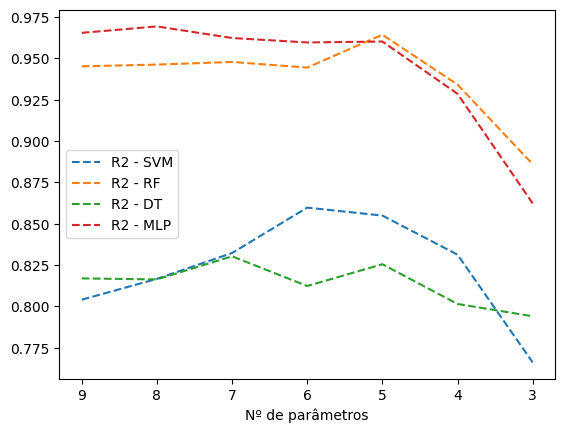 0.975
0.950
0.925
0.900
0.875
0.850
0.825
0.800
0.775
R2 - SVM
R2 - RF
R2 - DT
R2 - MLP
9 8 7 6 5 4 3
Nº de parâmetros